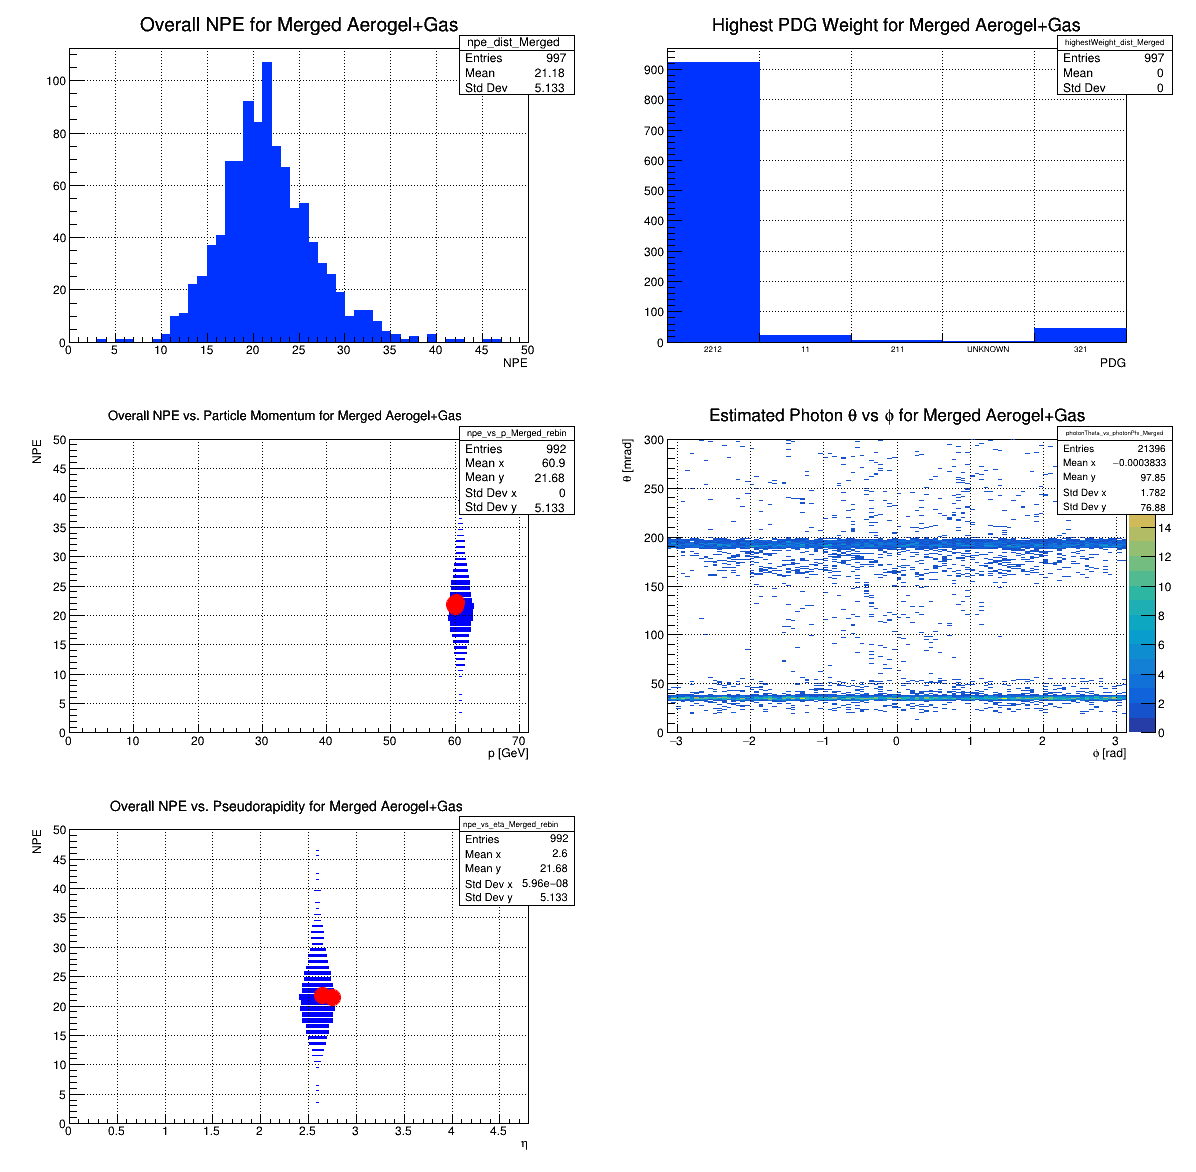 Overall NPE for Merged Aerogel+Gas
npe_dist_Merged
Entries 997
Mean 21.18
Std Dev 5.133
100
80
60
40
20
0
0 5 10 15 20 25 30 35 40 45 50
NPE
Highest PDG Weight for Merged Aerogel+Gas
highestWeight_dist_Merged
Entries 997
Mean 0
Std Dev 0
900
800
700
600
500
400
300
200
100
0
2212 11 211 UNKNOWN 321
PDG
Overall NPE vs. Particle Momentum for Merged Aerogel+Gas
npe_vs_p_Merged_rebin
Entries 992
Mean x 60.9
Mean y 21.68
Std Dev x 0
Std Dev y 5.133
NPE
50
45
40
35
30
25
20
15
10
5
0
0 10 20 30 40 50 60 70
p [GeV]
Estimated Photon θ vs ϕ for Merged Aerogel+Gas
photonTheta_vs_photonPhi_Merged
Entries 21396
Mean x −0.0003833
Mean y 97.85
Std Dev x 1.782
Std Dev y 76.88
θ [mrad]
300
250
200
150
100
50
0
−3 −2 −1 0 1 2 3
ϕ [rad]
14
12
10
8
6
4
2
0
Overall NPE vs. Pseudorapidity for Merged Aerogel+Gas
npe_vs_eta_Merged_rebin
Entries 992
Mean x 2.6
Mean y 21.68
Std Dev x 5.96e−08
Std Dev y 5.133
NPE
50
45
40
35
30
25
20
15
10
5
0
0 0.5 1 1.5 2 2.5 3 3.5 4 4.5
η